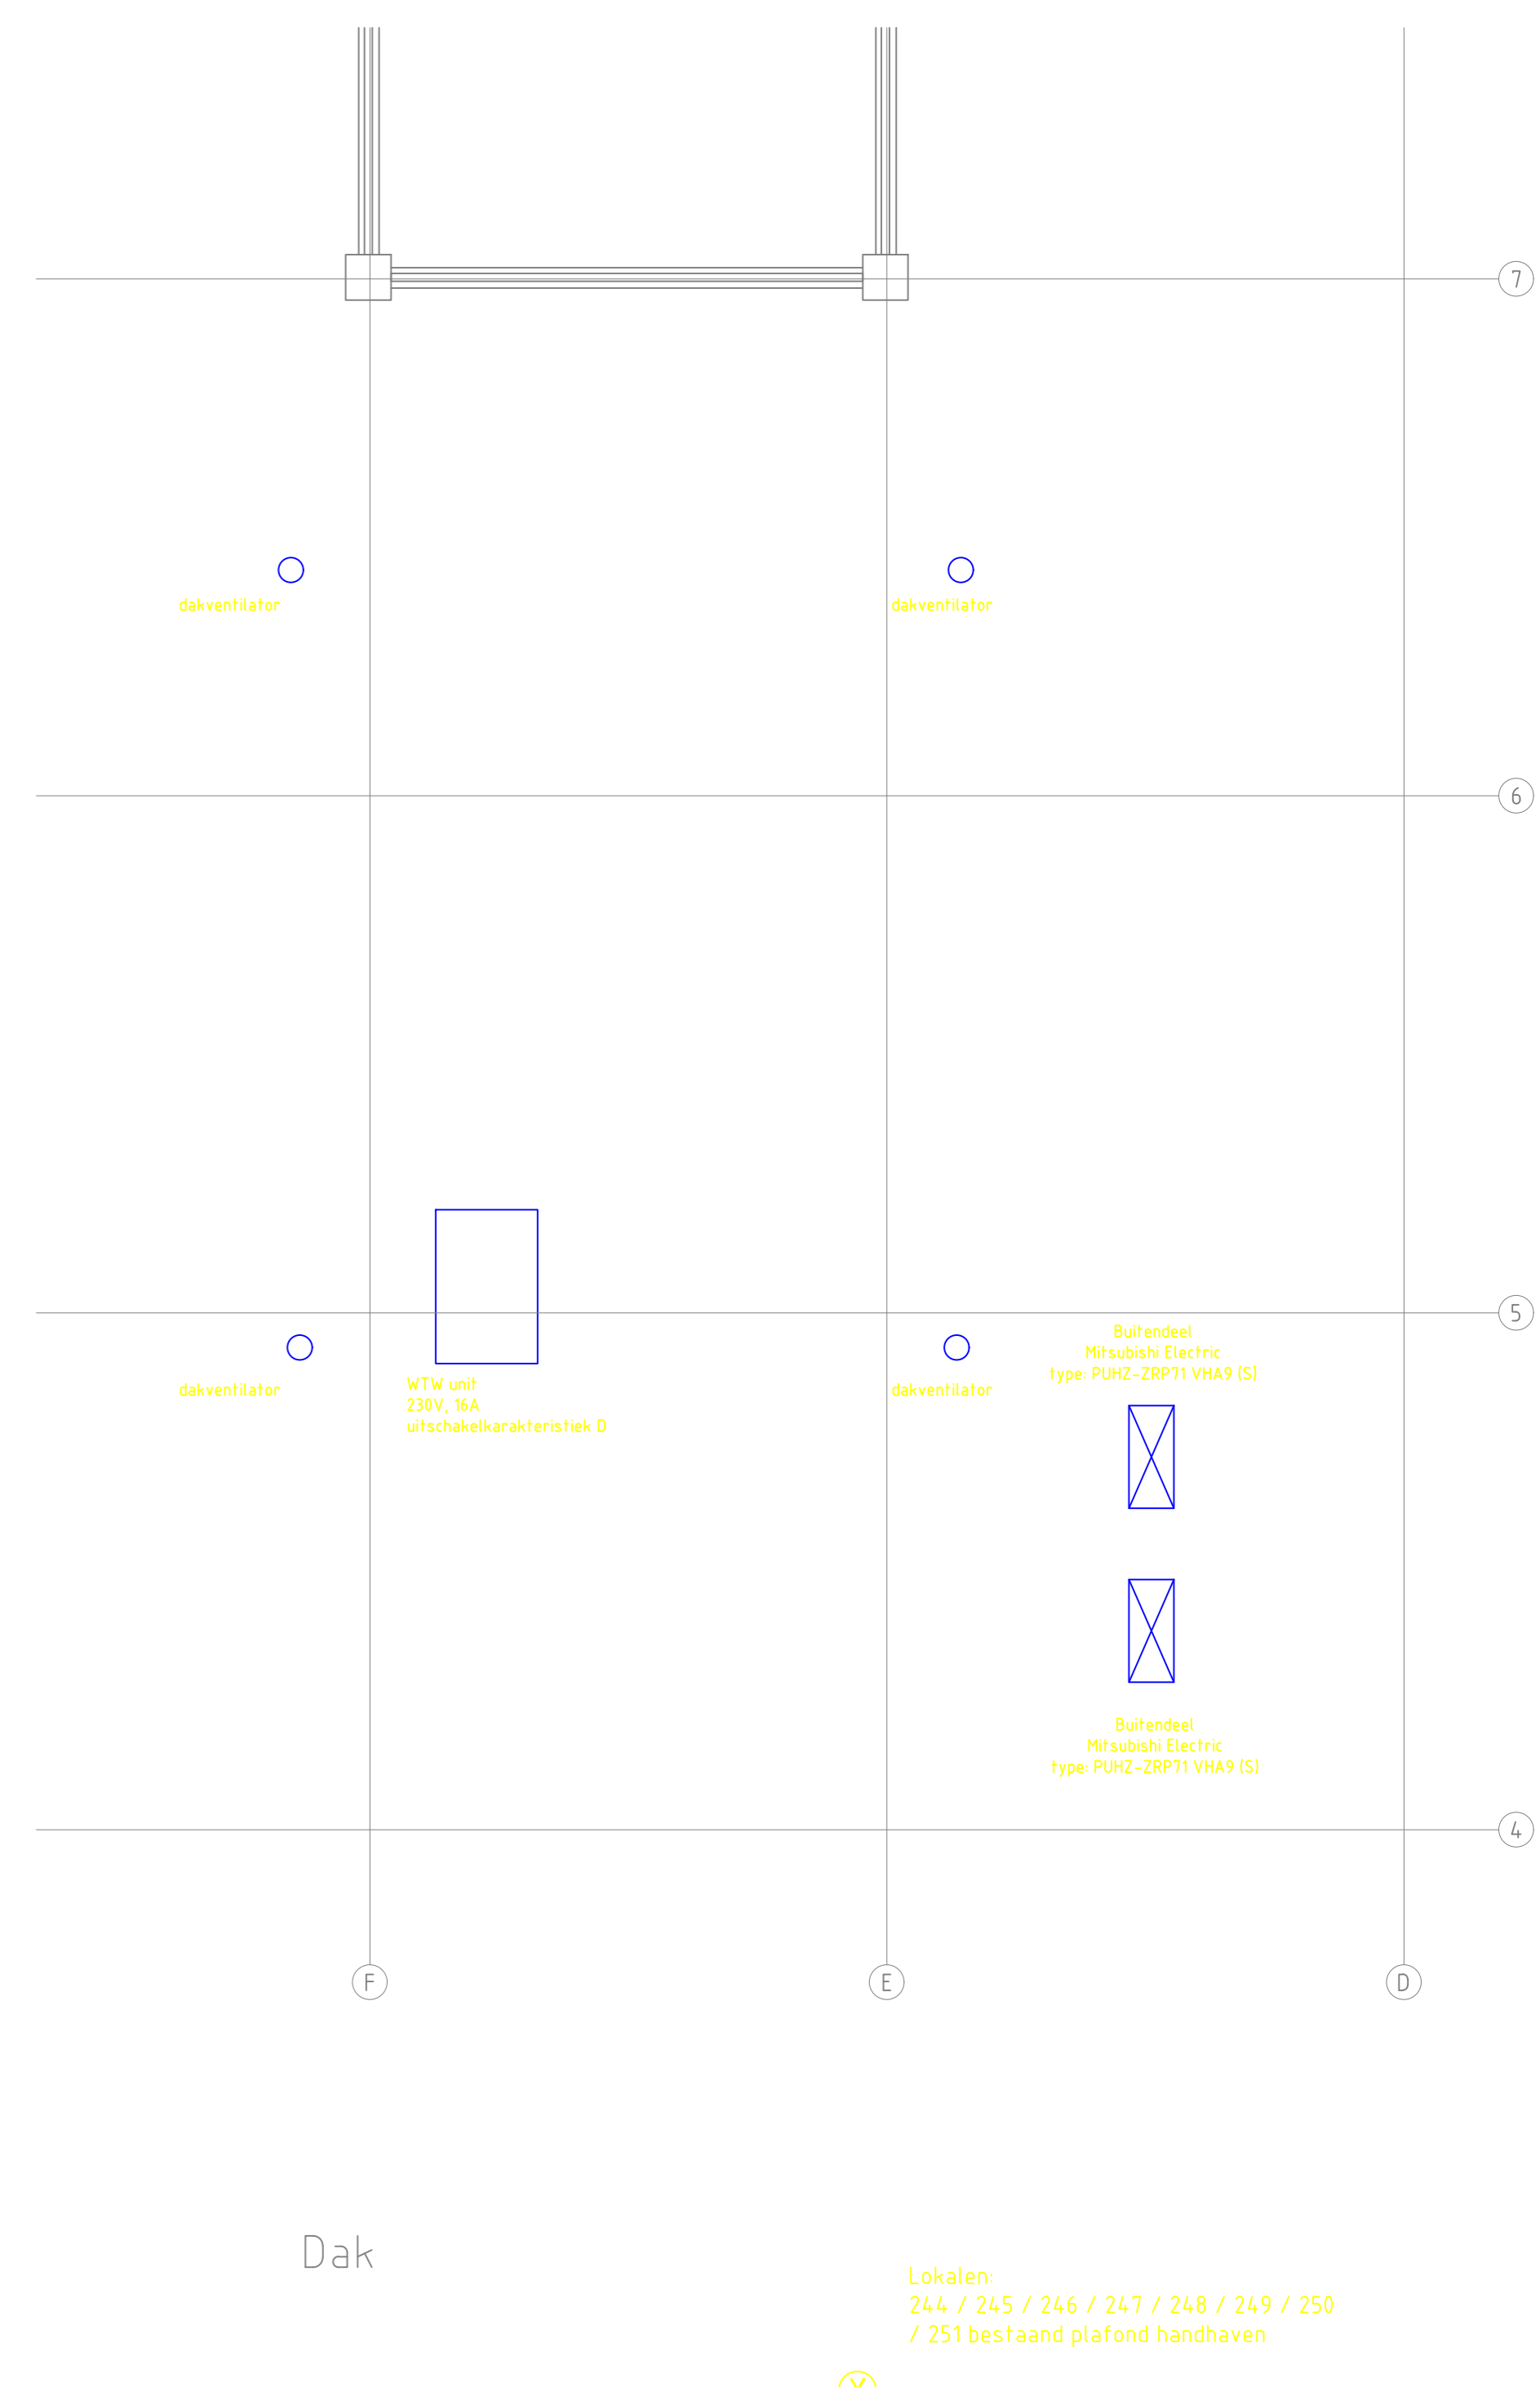 7
dakventilator
dakventilator
6
5
Buitendeel
Mitsubishi Electric
type: PUHZ-ZRP71 VHA9 (S)
dakventilator
WTW unit
230V, 16A
uitschakelkarakteristiek D
dakventilator
Buitendeel
Mitsubishi Electric
type: PUHZ-ZRP71 VHA9 (S)
4
F
E
D
Dak
Lokalen:
244 / 245 / 246 / 247 / 248 / 249 / 250
/ 251 bestaand plafond handhaven